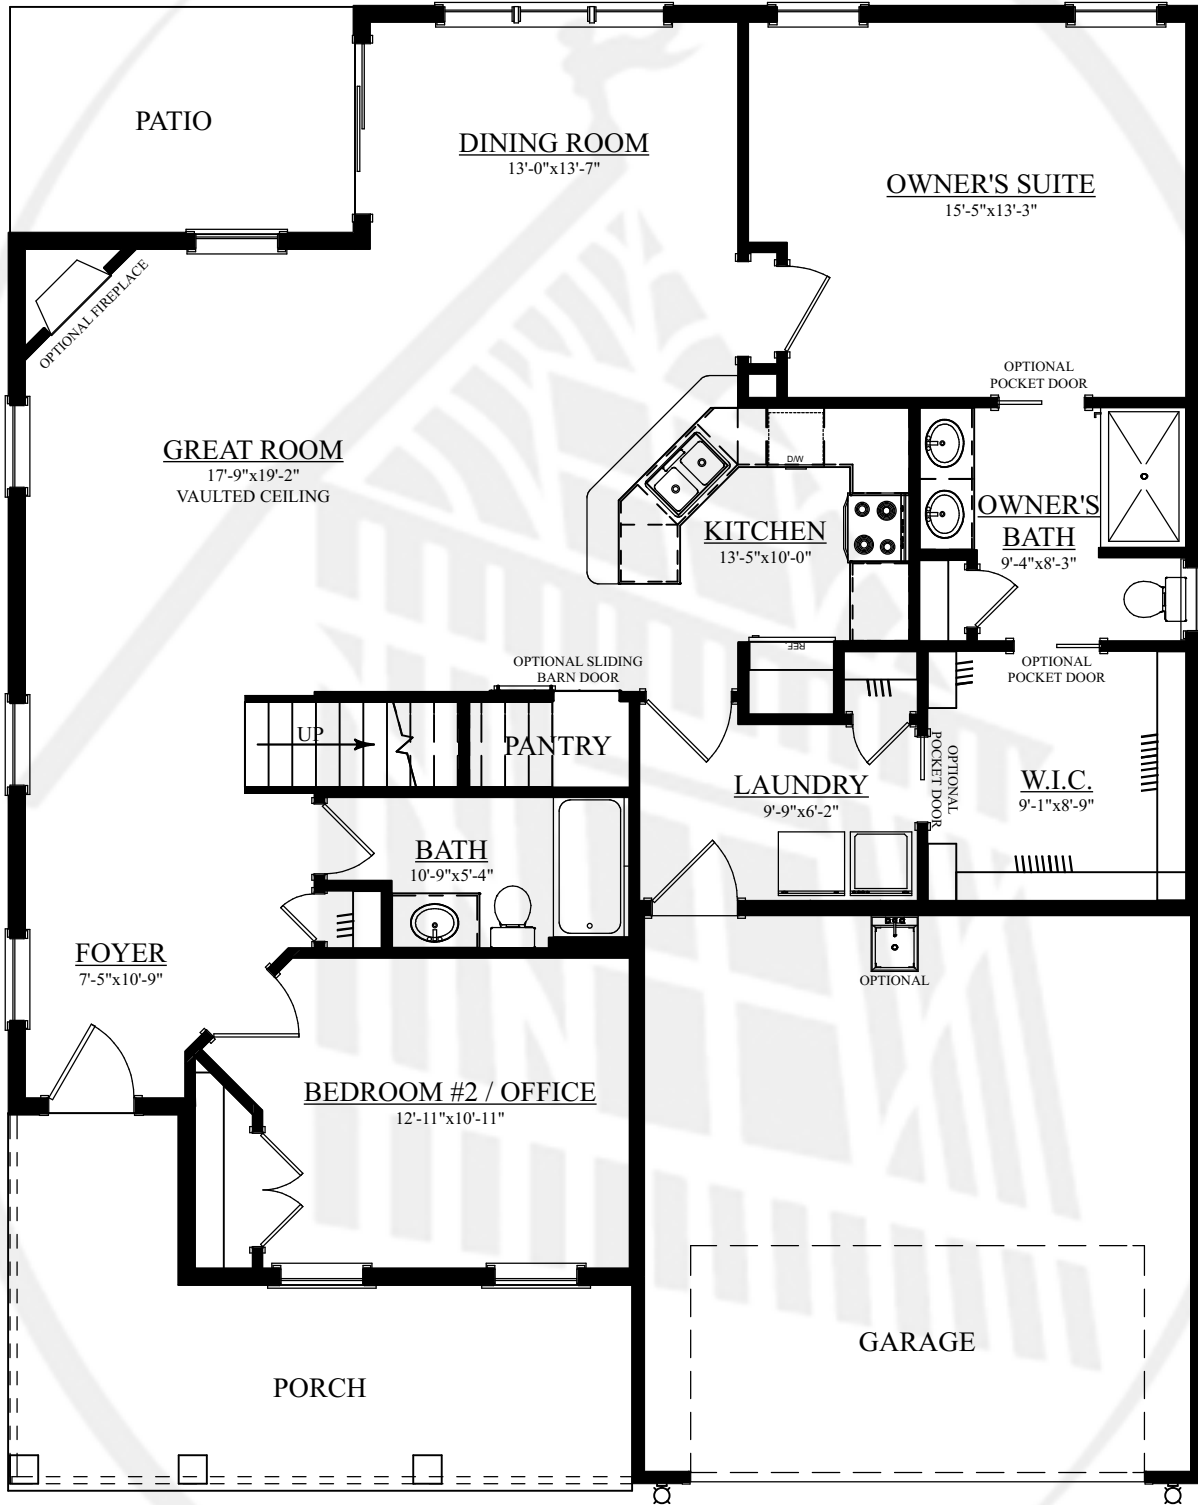 PATIO
DINING ROOM
13'-0"x13'-7"
OWNER'S SUITE
15'-5"x13'-3"
OPTIONAL FIREPLACE
OPTIONAL
POCKET DOOR
GREAT ROOM
17'-9"x19'-2"
VAULTED CEILING
D/W
KITCHEN
13'-5"x10'-0"
OWNER'S
BATH
9'-4"x8'-3"
REF.
OPTIONAL SLIDING
BARN DOOR
OPTIONAL
POCKET DOOR
UP
PANTRY
LAUNDRY
9'-9"x6'-2"
OPTIONAL
POCKET DOOR
W.I.C.
9'-1"x8'-9"
BATH
10'-9"x5'-4"
FOYER
7'-5"x10'-9"
OPTIONAL
BEDROOM #2 / OFFICE
12'-11"x10'-11"
GARAGE
PORCH